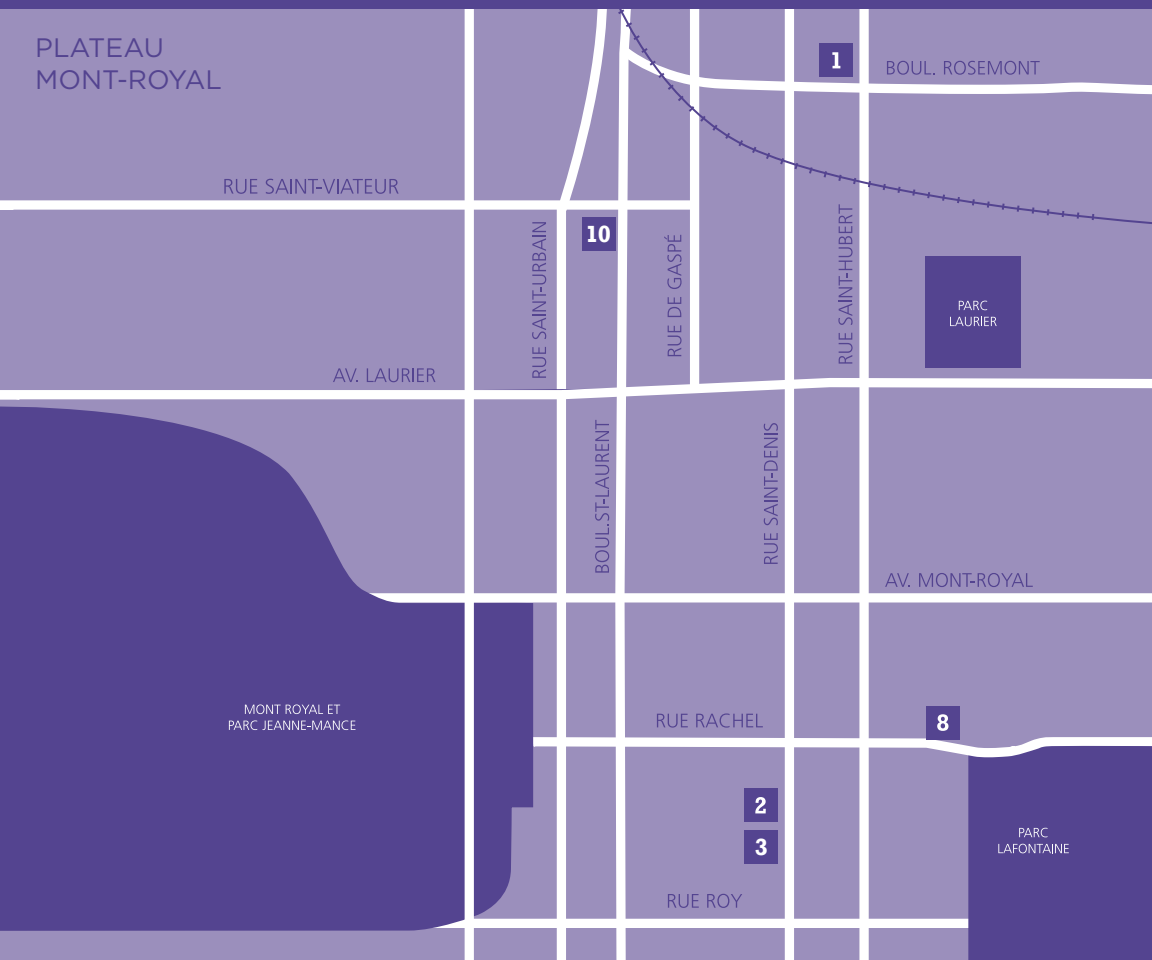 PLATEAU
MONT-ROYAL
1
BOUL. ROSEMONT
RUE SAINT-VIATEUR
10
RUE SAINT-URBAIN
RUE DE GASPÉ
RUE SAINT-HUBERT
PARC
LAURIER
AV. LAURIER
BOUL.ST-LAURENT
RUE SAINT-DENIS
AV. MONT-ROYAL
MONT ROYAL ET
PARC JEANNE-MANCE
RUE RACHEL
8
2
3
PARC
LAFONTAINE
RUE ROY